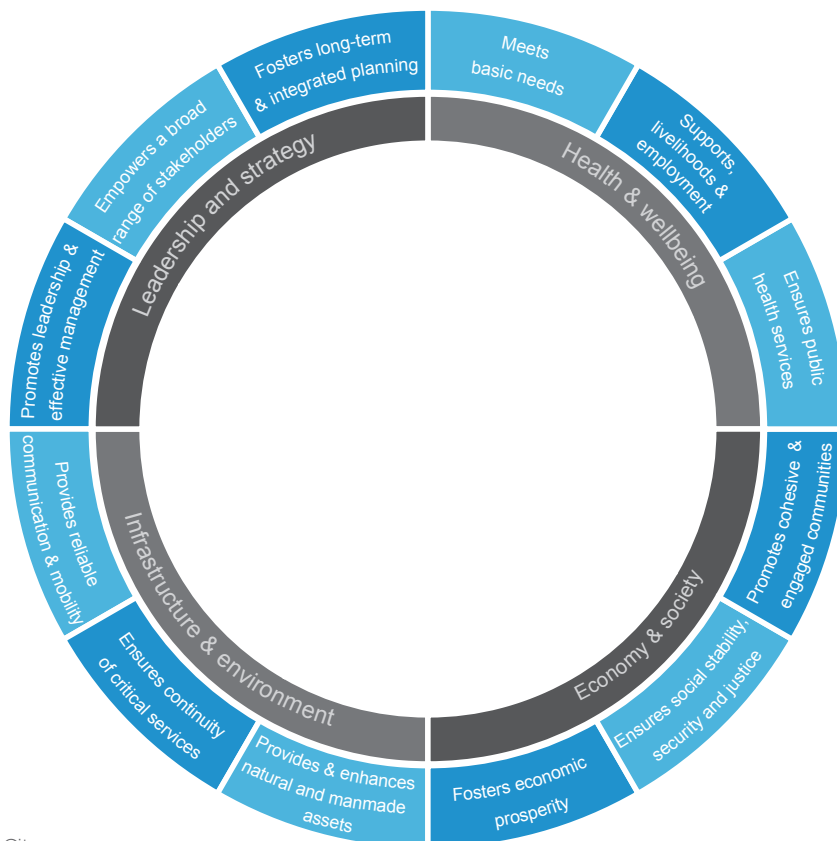 Meets
basic needs
Supports,
livelihoods &
employment
Ensures public
health services
Promotes cohesive &
engaged communities
Ensures social stability,
security and justice
Fosters economic
prosperity
Provides & enhances
natural and manmade
assets
Ensures continuity
of critical services
Provides reliable
communication & mobility
Promotes leadership &
effective management
Empowers a broad
range of stakeholders
Fosters long-term
& integrated planning
Health & wellbeing
Economy & society
Infrastructure & environment
Leadership and strategy